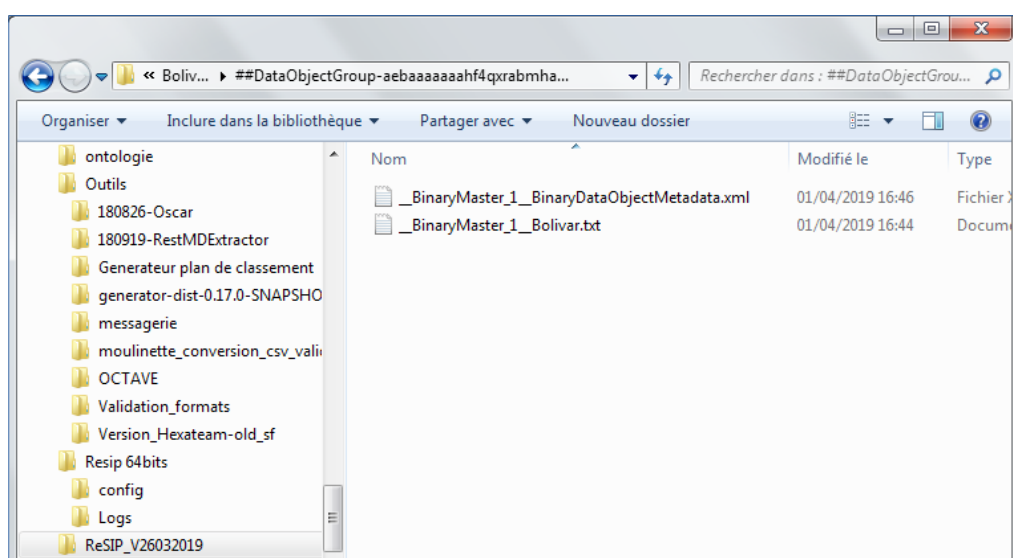 « Boliv... ▸ ##DataObjectGroup-aebaaaaaaahf4qxrabmha...
Rechercher dans : ##DataObjectGrou...
Organiser Inclure dans la bibliothèque Partager avec Nouveau dossier
Nom Modifié le Type
ontologie
Outils
180826-Oscar
180919-RestMDExtractor
Generateur plan de classement
generator-dist-0.17.0-SNAPSHO
messagerie
moulinette_conversion_csv_vali
OCTAVE
Validation_formats
Version_Hexateam-old_sf
Resip 64bits
config
Logs
ReSIP_V26032019
__BinaryMaster_1__BinaryDataObjectMetadata.xml 01/04/2019 16:46 Fichier X
__BinaryMaster_1__Bolivar.txt 01/04/2019 16:44 Docume